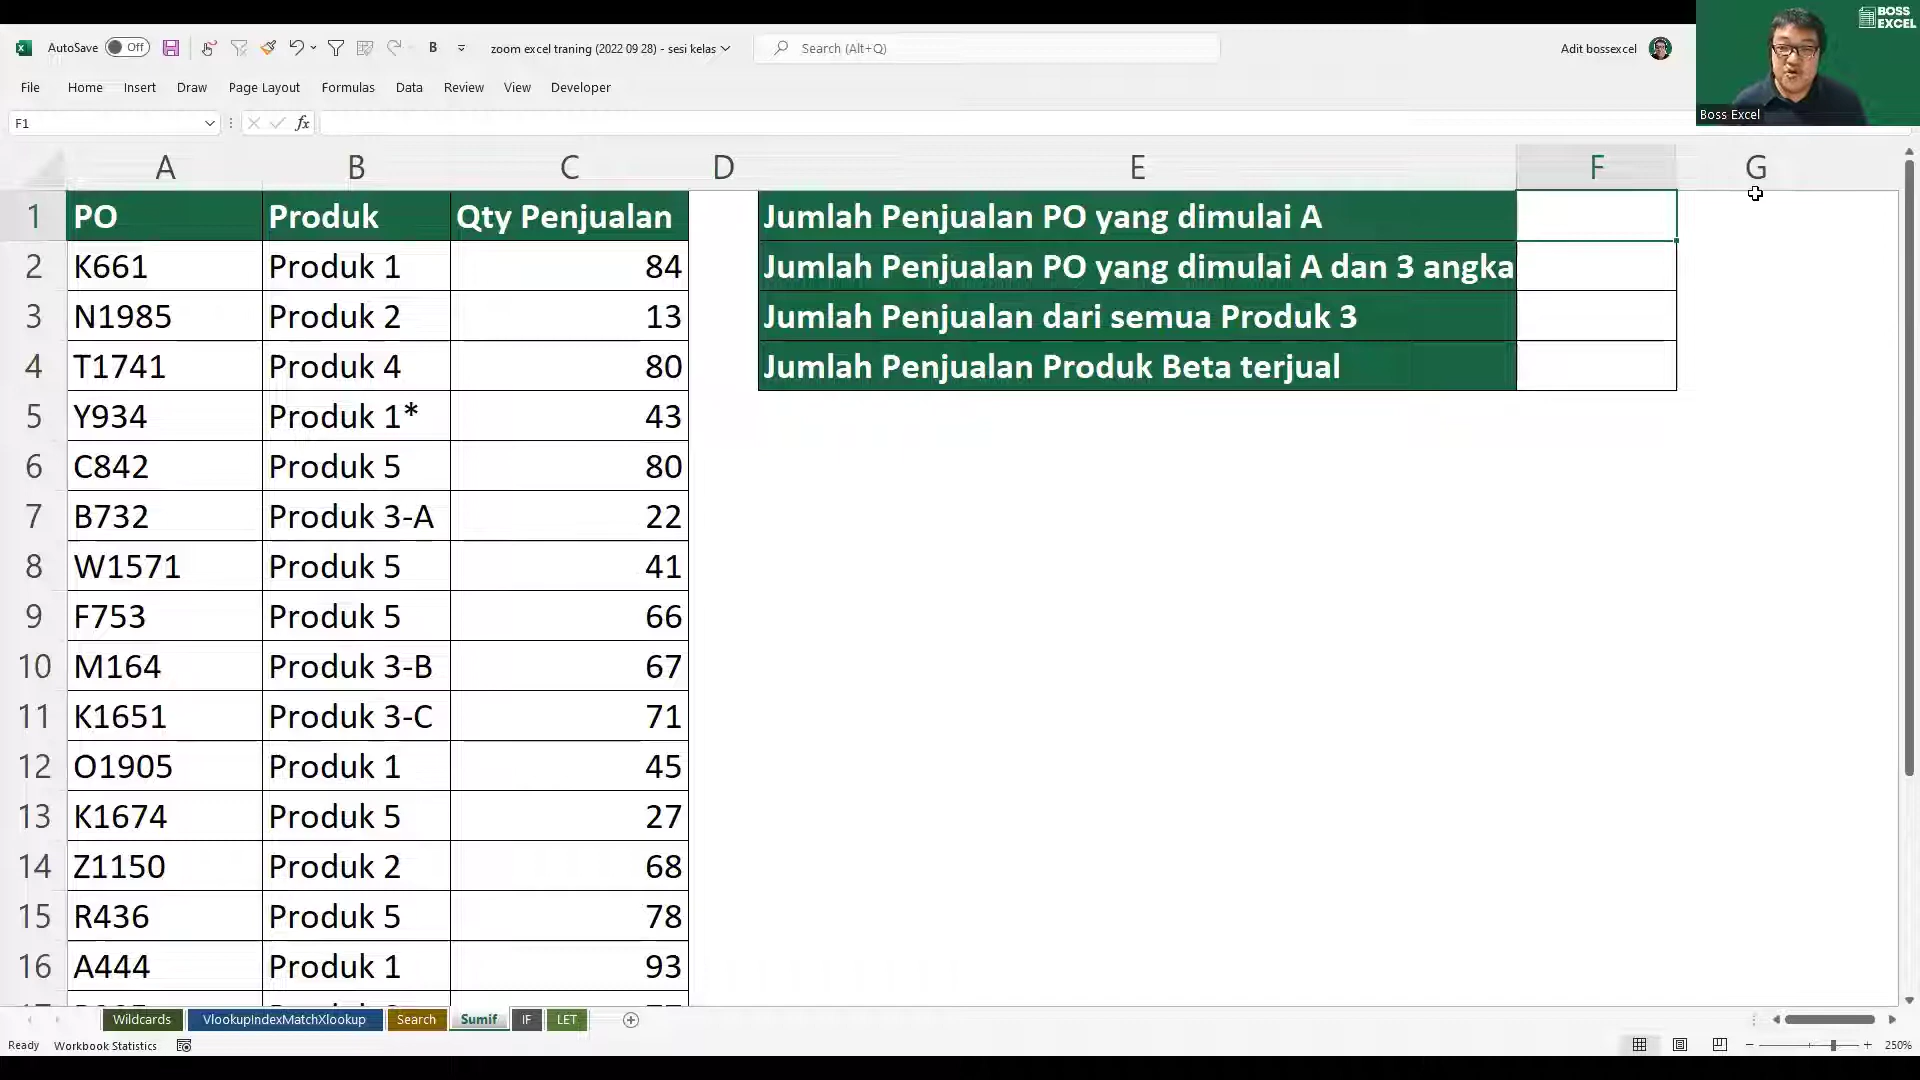 BOSS
EXCEL
AutoSave Off
B
zoom excel traning (2022 09 28) - sesi kelas
Search (Alt+Q)
Adit bossexcel
File Home Insert Draw Page Layout Formulas Data Review View Developer
Boss Excel
F1
fx
A B C D E F G
1 PO Produk Qty Penjualan Jumlah Penjualan PO yang dimulai A
2 K661 Produk 1 84 Jumlah Penjualan PO yang dimulai A dan 3 angka
3 N1985 Produk 2 13 Jumlah Penjualan dari semua Produk 3
4 T1741 Produk 4 80 Jumlah Penjualan Produk Beta terjual
5 Y934 Produk 1* 43
6 C842 Produk 5 80
7 B732 Produk 3-A 22
8 W1571 Produk 5 41
9 F753 Produk 5 66
10 M164 Produk 3-B 67
11 K1651 Produk 3-C 71
12 O1905 Produk 1 45
13 K1674 Produk 5 27
14 Z1150 Produk 2 68
15 R436 Produk 5 78
16 A444 Produk 1 93
Wildcards VlookupIndexMatchXlookup Search Sumif IF LET
Ready Workbook Statistics 250%